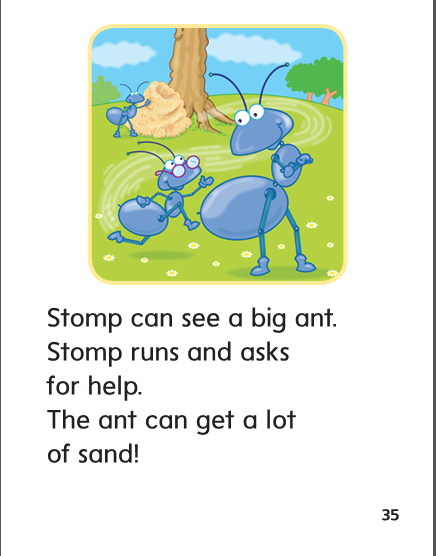 Stomp can see a big ant.
Stomp runs and asks
for help.
The ant can get a lot
of sand!
35